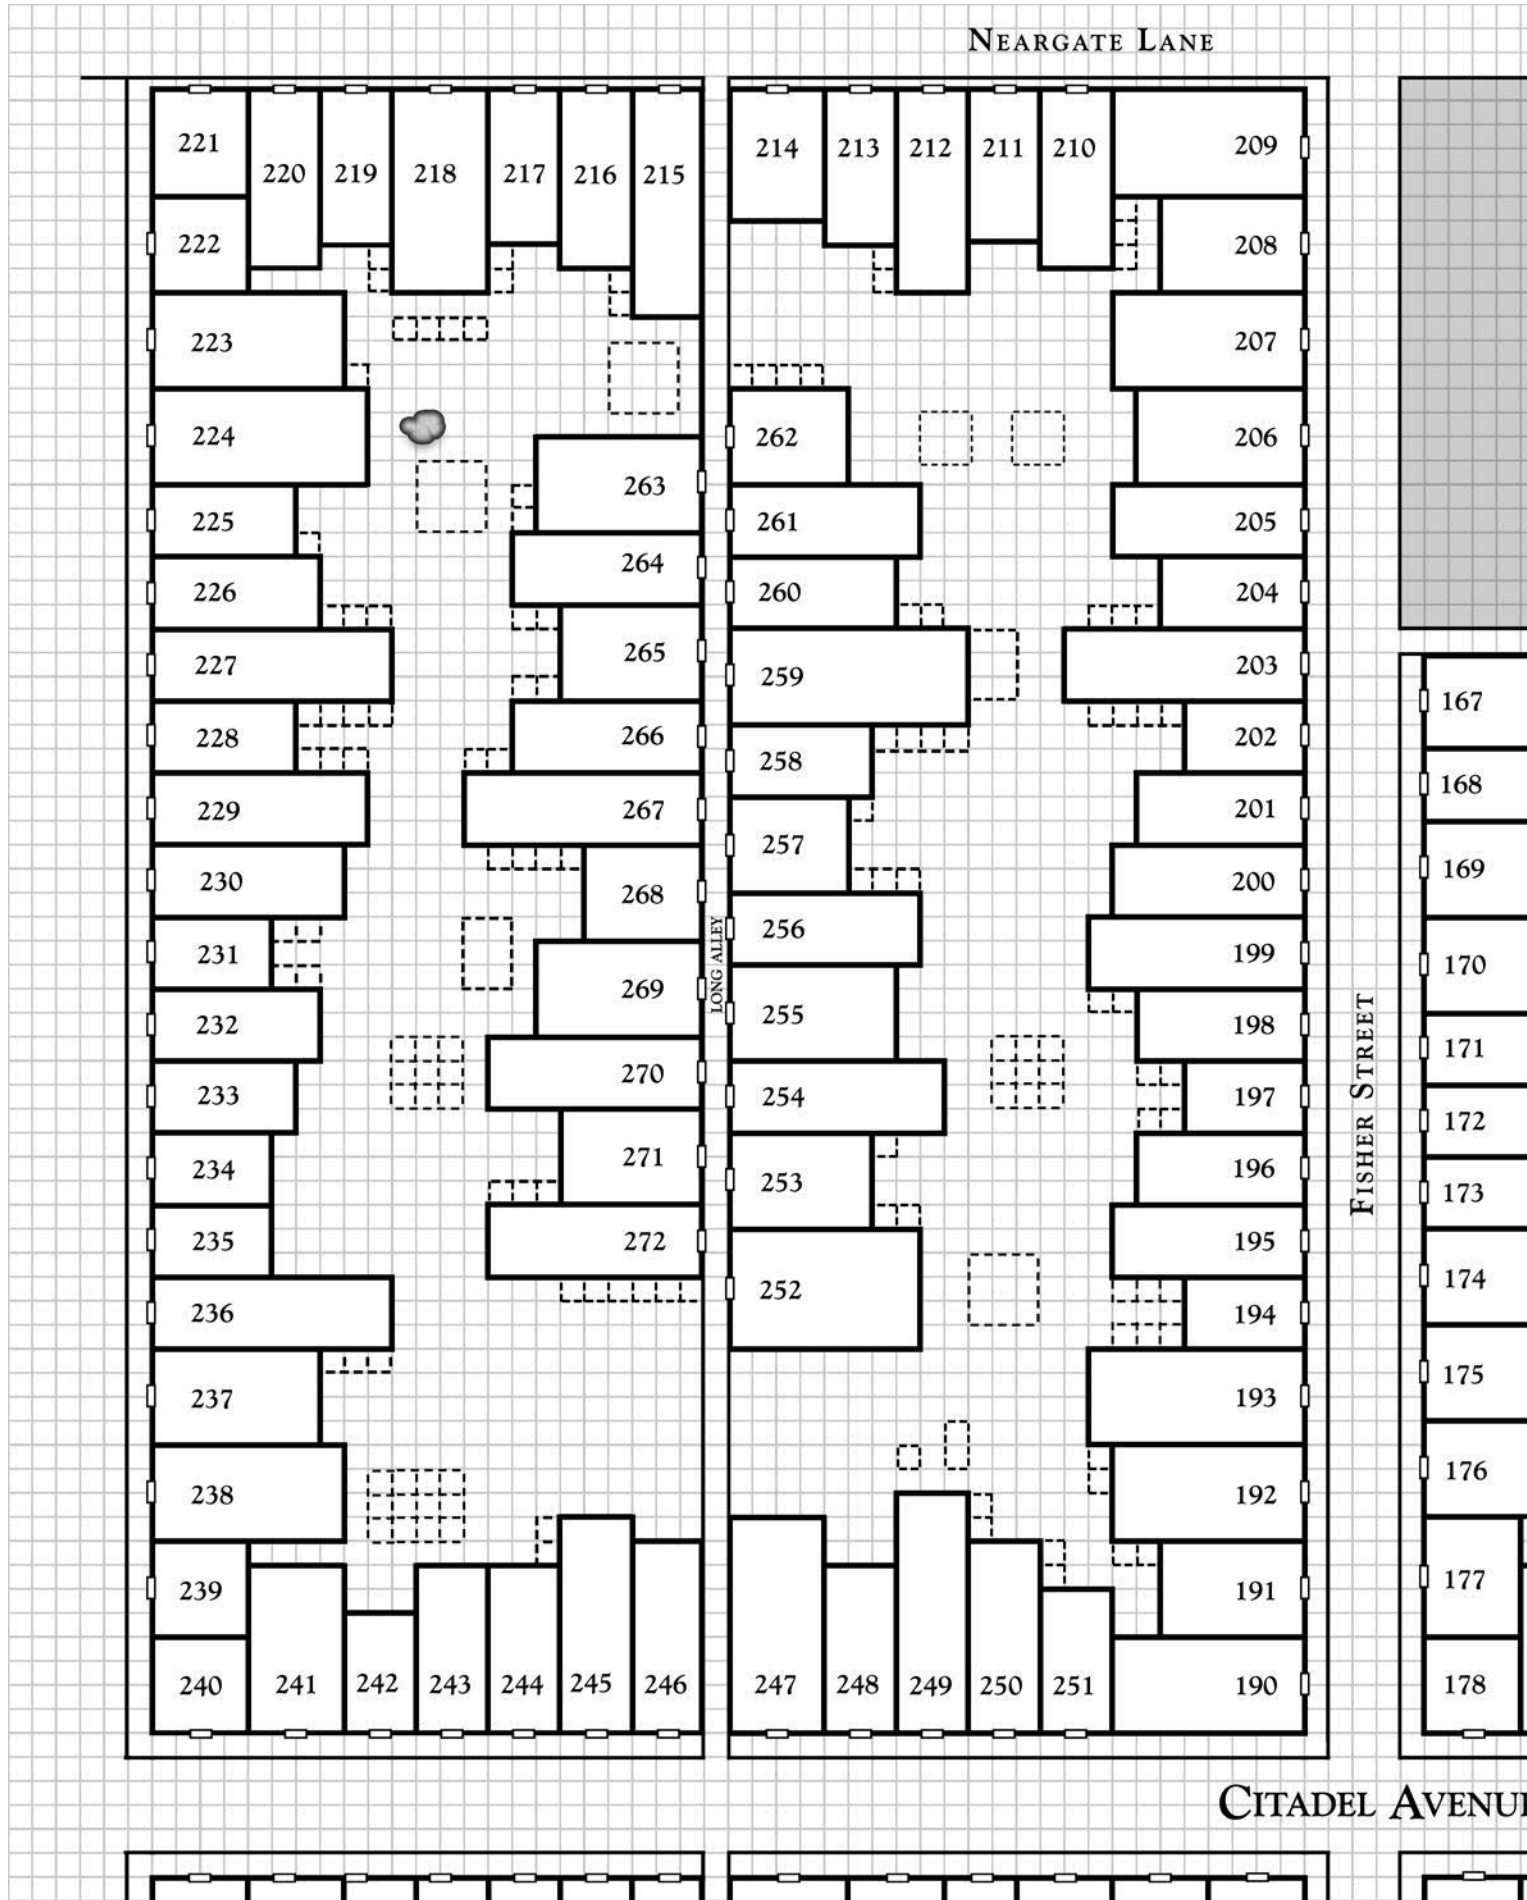 Neargate Lane
221 220 219 218 217 216 215 214 213 212 211 210 209
222 208
223 207
224 262 206
263
225 261 205
226 264 260 204
227 265 259 203 167
228 266 258 202
229 267 257 201 168
230 268 200 169
231 256 199 170
LONG ALLEY
232 269 255 198 171
233 270 254 197 172
Fisher Street
234 271 253 196 173
235 272 195
236 252 194 174
237 193 175
238 192 176
239 191 177
240 241 242 243 244 245 246 247 248 249 250 251 190 178
Citadel Avenu